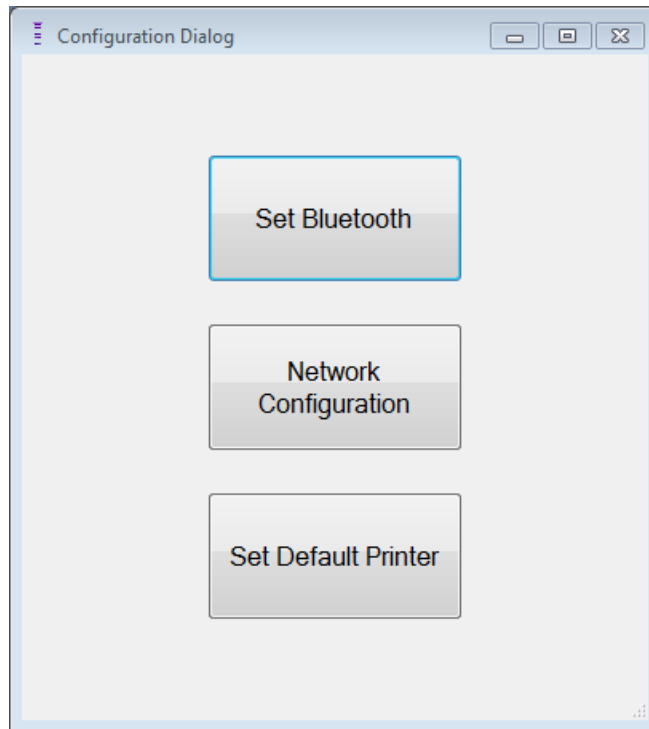 Configuration Dialog
Set Bluetooth
Network
Configuration
Set Default Printer